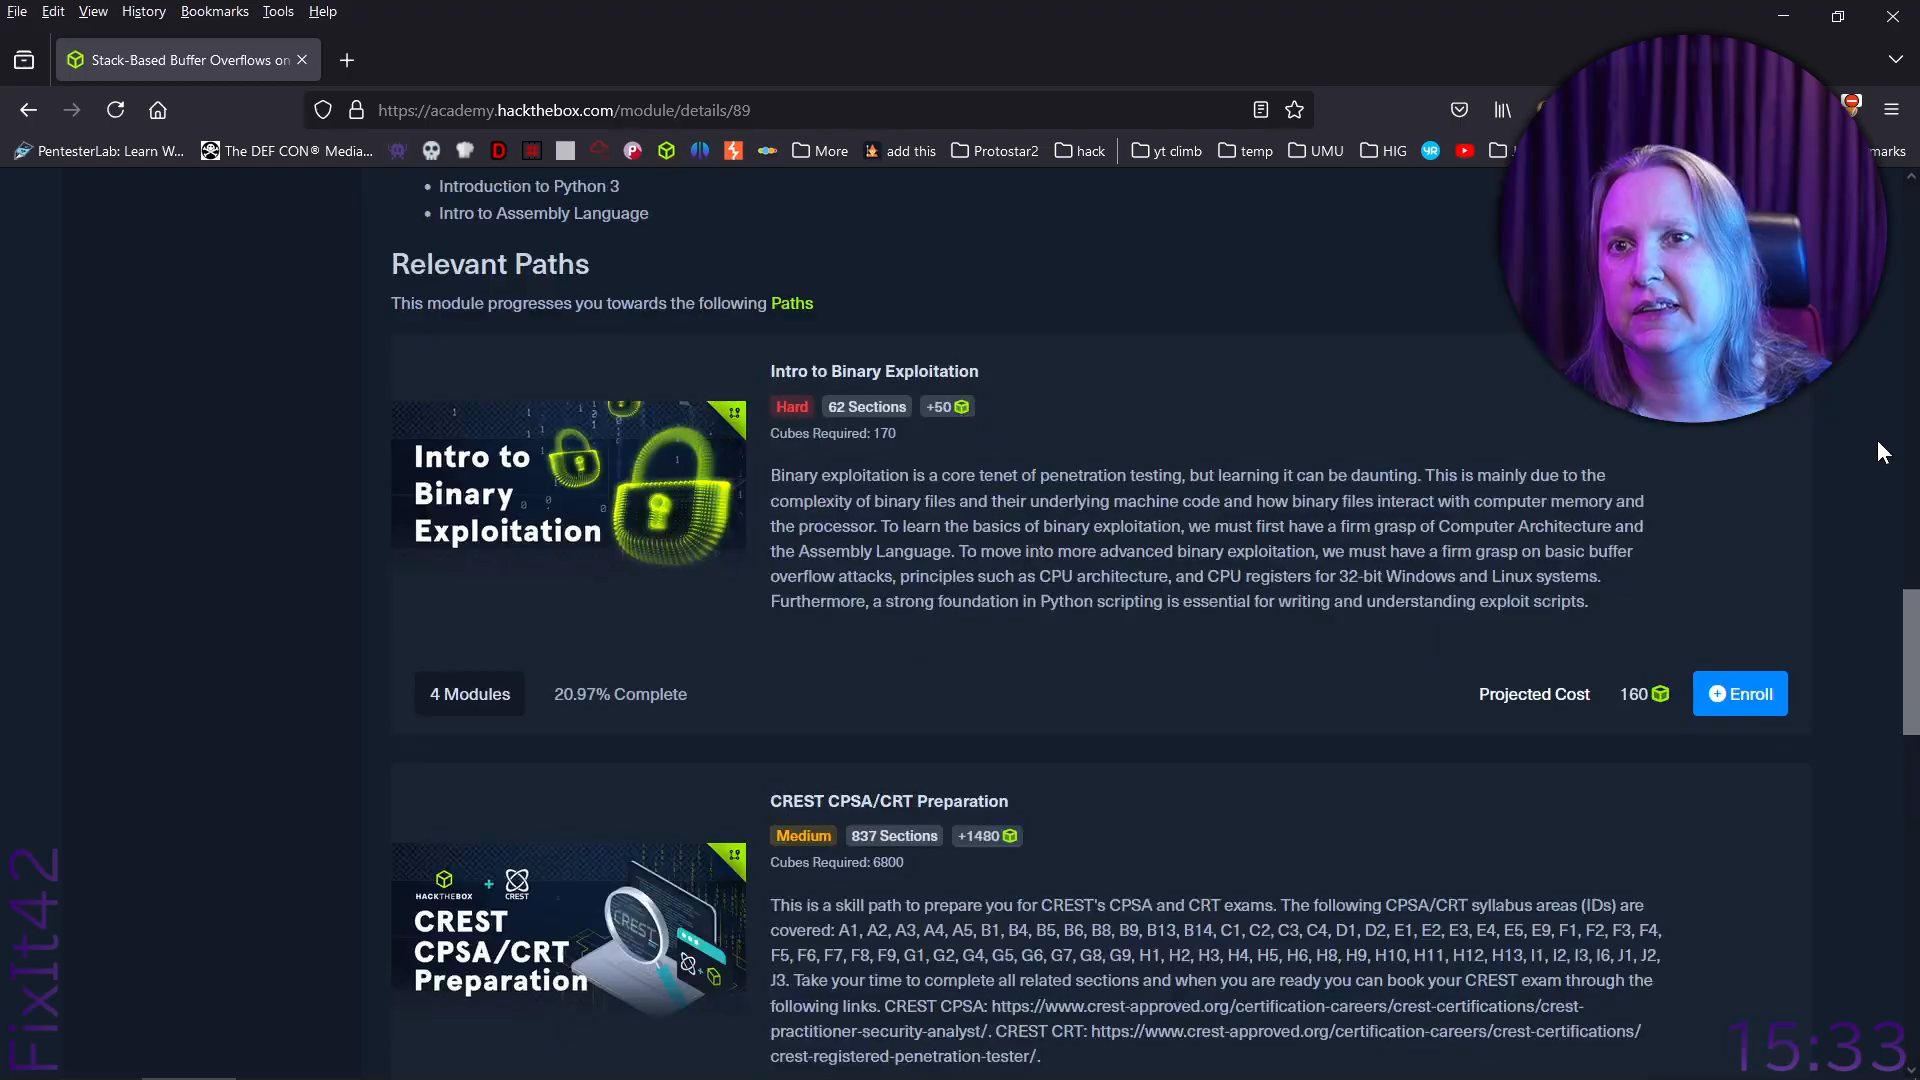 File Edit View History Bookmarks Tools Help
Stack-Based Buffer Overflows on
https://academy.hackthebox.com/module/details/89
PentesterLab: Learn W... The DEF CON® Media... More add this Protostar2 hack yt climb temp UMU HIG marks
• Introduction to Python 3
• Intro to Assembly Language
Relevant Paths
This module progresses you towards the following Paths
Intro to
Binary
Exploitation
Intro to Binary Exploitation
Hard 62 Sections +50
Cubes Required: 170
Binary exploitation is a core tenet of penetration testing, but learning it can be daunting. This is mainly due to the
complexity of binary files and their underlying machine code and how binary files interact with computer memory and
the processor. To learn the basics of binary exploitation, we must first have a firm grasp of Computer Architecture and
the Assembly Language. To move into more advanced binary exploitation, we must have a firm grasp on basic buffer
overflow attacks, principles such as CPU architecture, and CPU registers for 32-bit Windows and Linux systems.
Furthermore, a strong foundation in Python scripting is essential for writing and understanding exploit scripts.
4 Modules 20.97% Complete Projected Cost 160 Enroll
HACKTHEBOX + CREST
CREST
CPSA/CRT
Preparation
CREST CPSA/CRT Preparation
Medium 837 Sections +1480
Cubes Required: 6800
This is a skill path to prepare you for CREST's CPSA and CRT exams. The following CPSA/CRT syllabus areas (IDs) are
covered: A1, A2, A3, A4, A5, B1, B4, B5, B6, B8, B9, B13, B14, C1, C2, C3, C4, D1, D2, E1, E2, E3, E4, E5, E9, F1, F2, F3, F4,
F5, F6, F7, F8, F9, G1, G2, G4, G5, G6, G7, G8, G9, H1, H2, H3, H4, H5, H6, H8, H9, H10, H11, H12, H13, I1, I2, I3, I6, J1, J2,
J3. Take your time to complete all related sections and when you are ready you can book your CREST exam through the
following links. CREST CPSA: https://www.crest-approved.org/certification-careers/crest-certifications/crest-
practitioner-security-analyst/. CREST CRT: https://www.crest-approved.org/certification-careers/crest-certifications/
crest-registered-penetration-tester/.
FixIt42
15:33